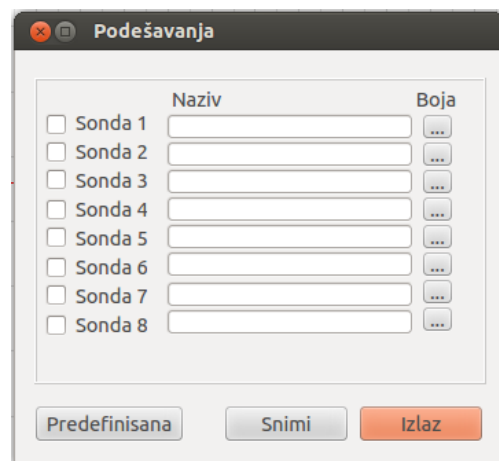 Podešavanja
Naziv Boja
Sonda 1 ...
Sonda 2 ...
Sonda 3 ...
Sonda 4 ...
Sonda 5 ...
Sonda 6 ...
Sonda 7 ...
Sonda 8 ...
Predefinisana Snimi Izlaz